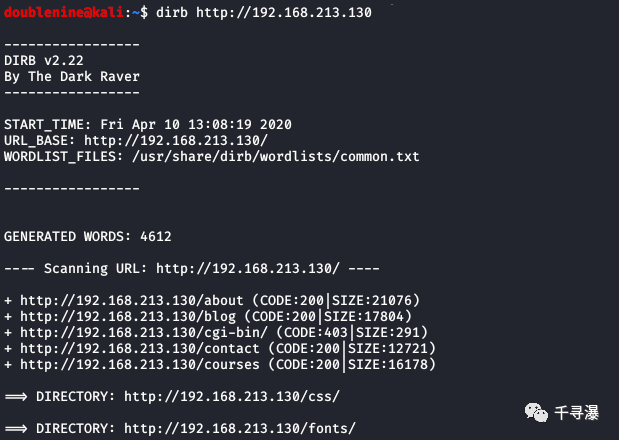 doublenine@kali:~$ dirb http://192.168.213.130
-----------------
DIRB v2.22
By The Dark Raver
-----------------
START_TIME: Fri Apr 10 13:08:19 2020
URL_BASE: http://192.168.213.130/
WORDLIST_FILES: /usr/share/dirb/wordlists/common.txt
-----------------
GENERATED WORDS: 4612
---- Scanning URL: http://192.168.213.130/ ----
+ http://192.168.213.130/about (CODE:200|SIZE:21076)
+ http://192.168.213.130/blog (CODE:200|SIZE:17804)
+ http://192.168.213.130/cgi-bin/ (CODE:403|SIZE:291)
+ http://192.168.213.130/contact (CODE:200|SIZE:12721)
+ http://192.168.213.130/courses (CODE:200|SIZE:16178)
==> DIRECTORY: http://192.168.213.130/css/
==> DIRECTORY: http://192.168.213.130/fonts/
千寻瀑